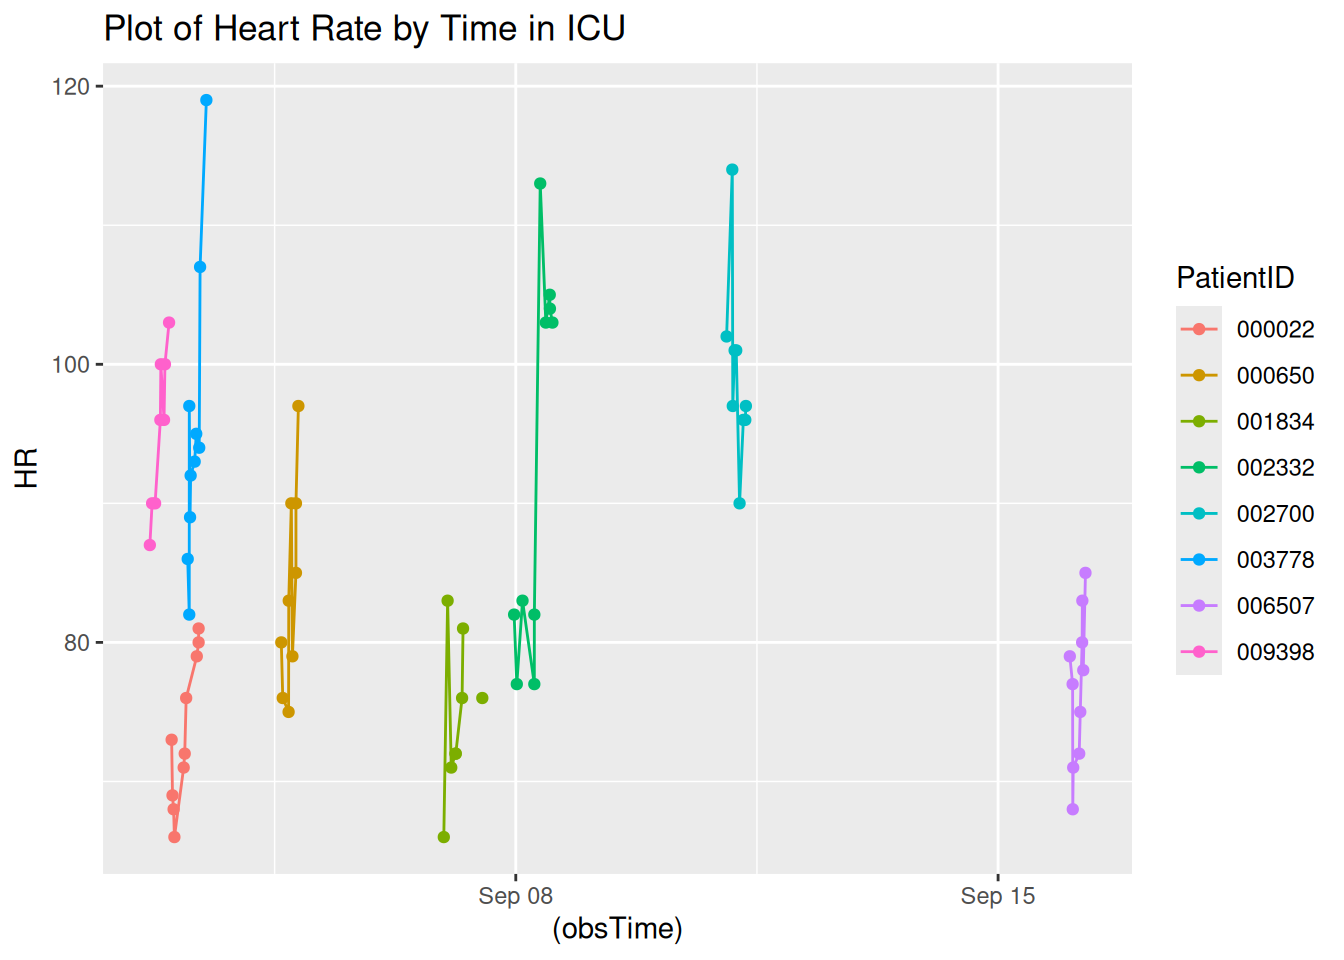 Plot of Heart Rate by Time in ICU
120
100
80
HR
Sep 08
Sep 15
(obsTime)
PatientID
000022
000650
001834
002332
002700
003778
006507
009398